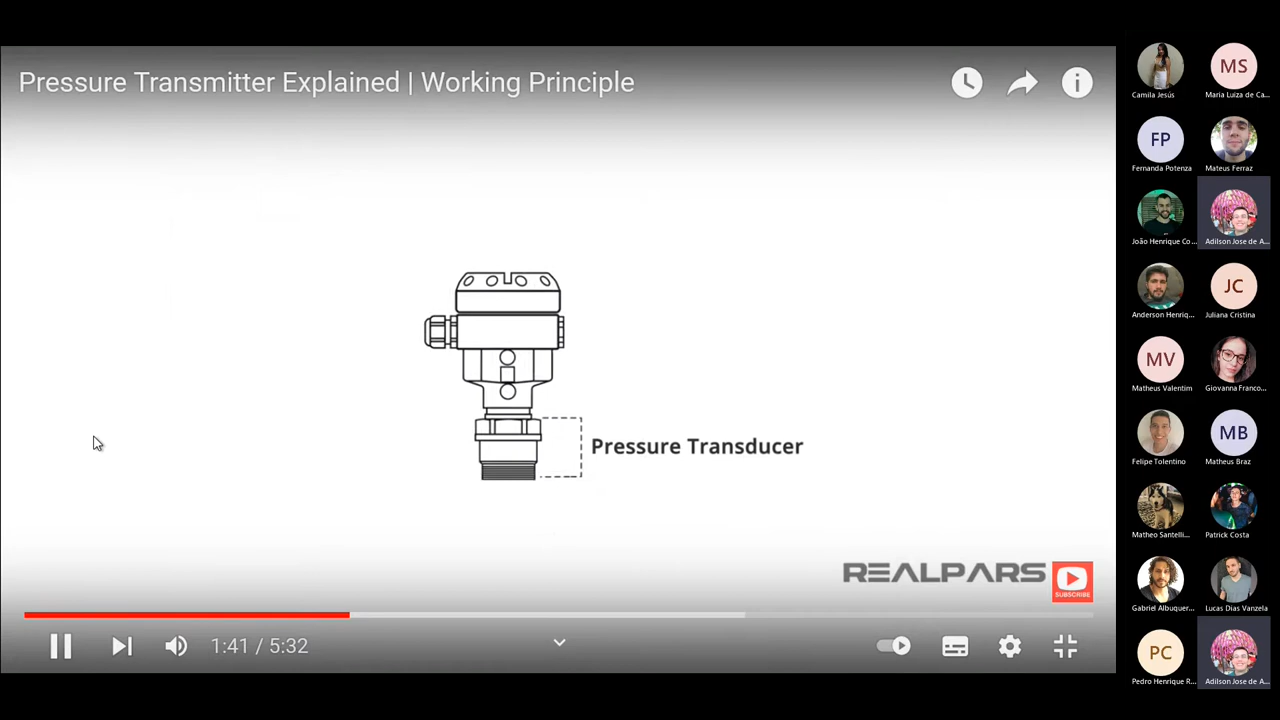 Pressure Transmitter Explained | Working Principle
Pressure Transducer
REALPARS
SUBSCRIBE
1:41 / 5:32
Camila Jesús
MS
Maria Luiza de Ca...
FP
Fernanda Potenza
Mateus Ferraz
João Henrique Co...
Adilson Jose de A...
Anderson Henriq...
JC
Juliana Cristina
MV
Matheus Valentim
Giovanna Franco...
Felipe Tolentino
MB
Matheus Braz
Matheo Santelli...
Patrick Costa
Gabriel Albuquer...
Lucas Dias Vanzela
PC
Pedro Henrique R...
Adilson Jose de A...